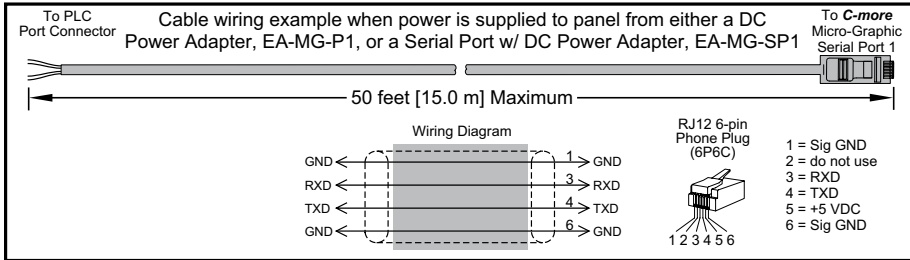 To PLC
Port Connector
Cable wiring example when power is supplied to panel from either a DC
Power Adapter, EA-MG-P1, or a Serial Port w/ DC Power Adapter, EA-MG-SP1
To C-more
Micro-Graphic
Serial Port 1
50 feet [15.0 m] Maximum
Wiring Diagram
GND 1 GND
RXD 3 RXD
TXD 4 TXD
GND 6 GND
RJ12 6-pin
Phone Plug
(6P6C)
1 2 3 4 5 6
1 = Sig GND
2 = do not use
3 = RXD
4 = TXD
5 = +5 VDC
6 = Sig GND